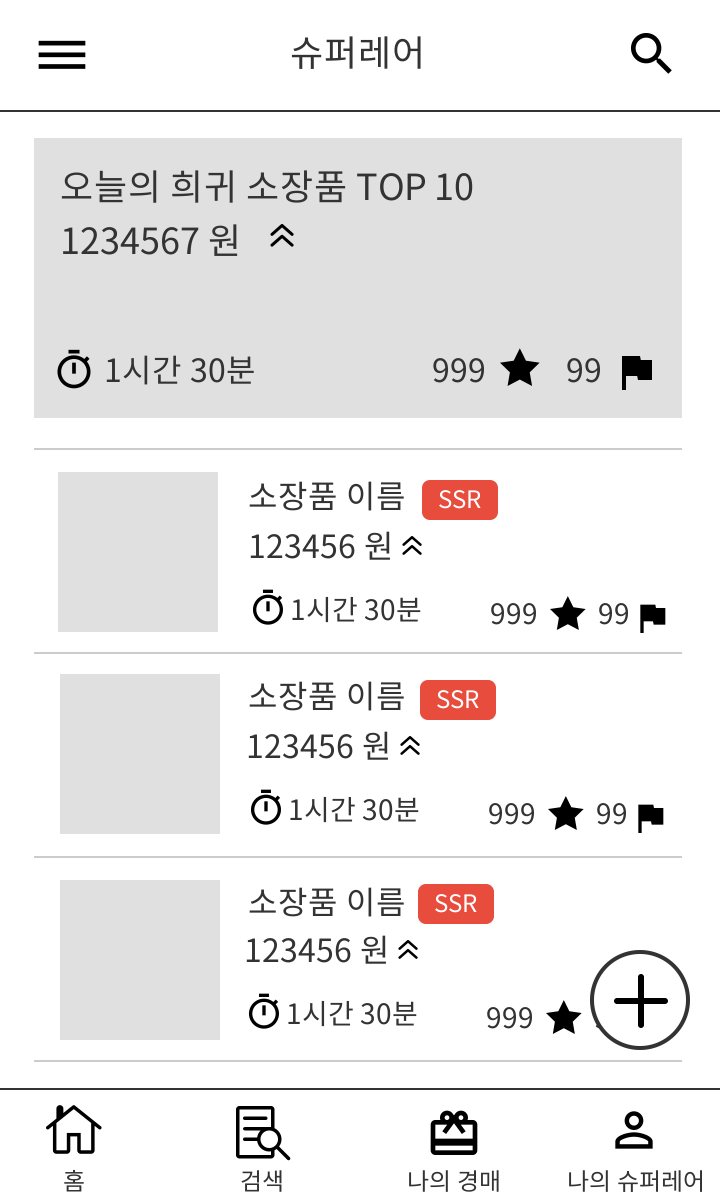 슈퍼레어
오늘의 희귀 소장품 TOP 10
1234567 원
1시간 30분 999 99
소장품 이름 SSR
123456 원
1시간 30분 999 99
소장품 이름 SSR
123456 원
1시간 30분 999 99
소장품 이름 SSR
123456 원
1시간 30분 999
홈 검색 나의 경매 나의 슈퍼레어